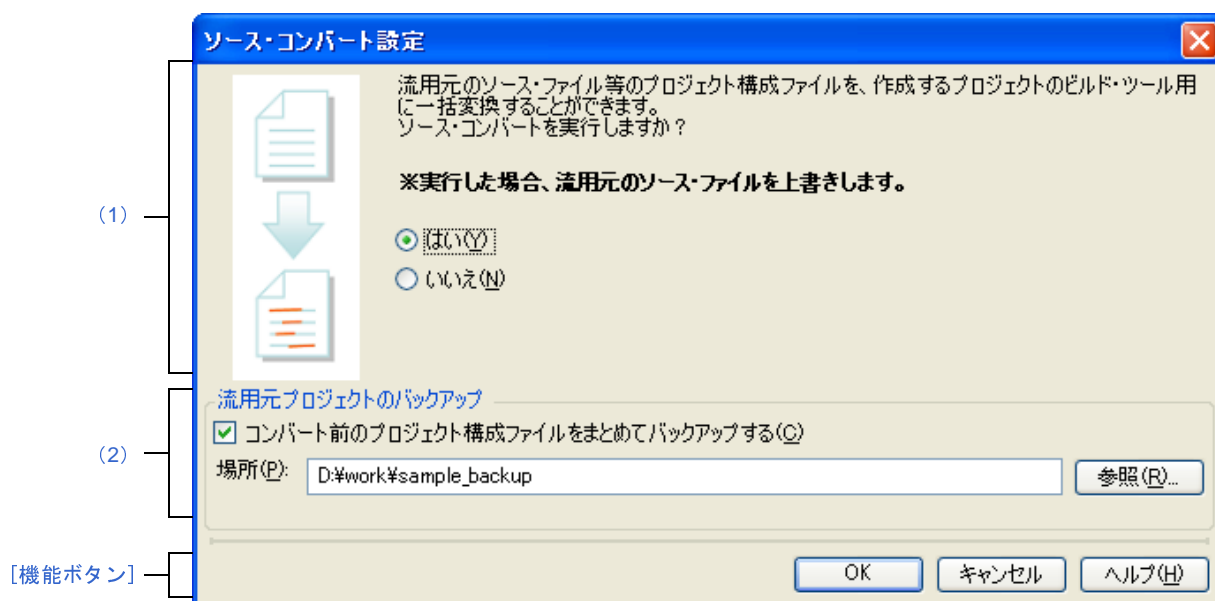 ソース・コンバート設定
流用元のソース・ファイル等のプロジェクト構成ファイルを、作成するプロジェクトのビルド・ツール用
に一括変換することができます。
ソース・コンバートを実行しますか？
※実行した場合、流用元のソース・ファイルを上書きします。
(1)
はい(Y)
いいえ(N)
流用元プロジェクトのバックアップ
コンバート前のプロジェクト構成ファイルをまとめてバックアップする(C)
(2)
場所(P):
D:¥work¥sample_backup
参照(R)...
[機能ボタン]
OK
キャンセル
ヘルプ(H)